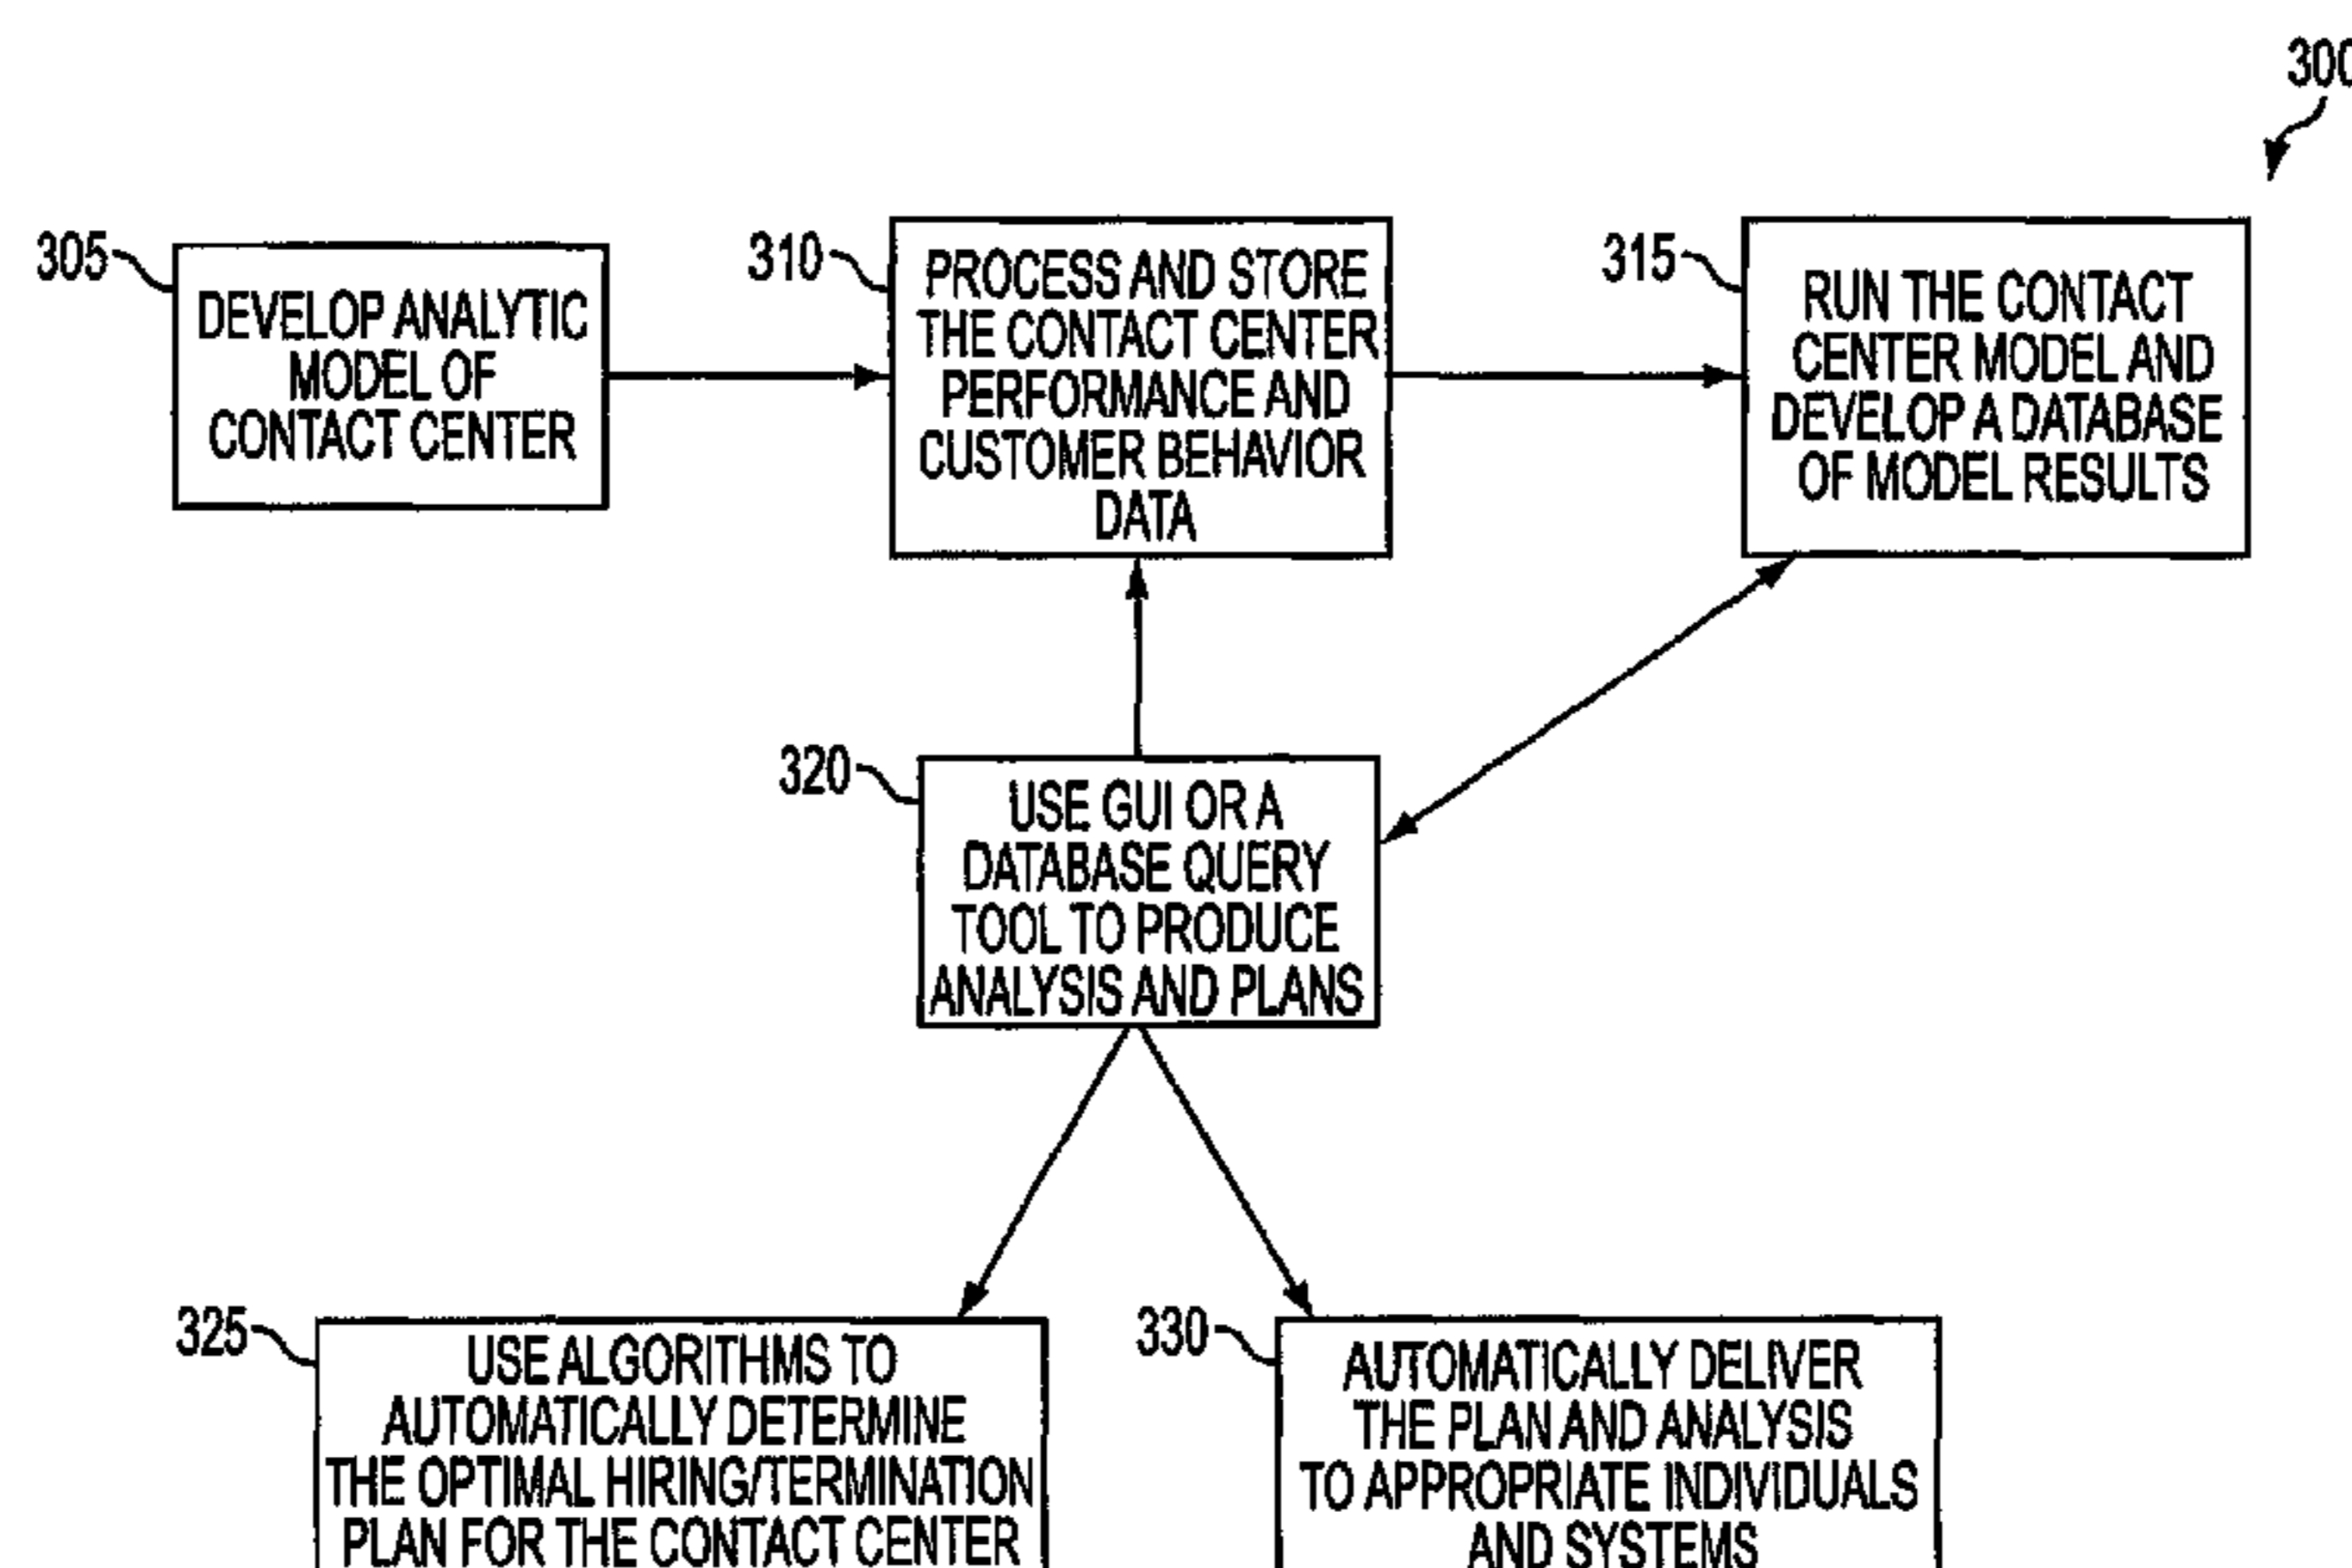 300
305
DEVELOP ANALYTIC
MODEL OF
CONTACT CENTER
310
PROCESS AND STORE
THE CONTACT CENTER
PERFORMANCE AND
CUSTOMER BEHAVIOR
DATA
315
RUN THE CONTACT
CENTER MODEL AND
DEVELOP A DATABASE
OF MODEL RESULTS
320
USE GUI OR A
DATABASE QUERY
TOOL TO PRODUCE
ANALYSIS AND PLANS
325
USE ALGORITHMS TO
AUTOMATICALLY DETERMINE
THE OPTIMAL HIRING/TERMINATION
PLAN FOR THE CONTACT CENTER
330
AUTOMATICALLY DELIVER
THE PLAN AND ANALYSIS
TO APPROPRIATE INDIVIDUALS
AND SYSTEMS